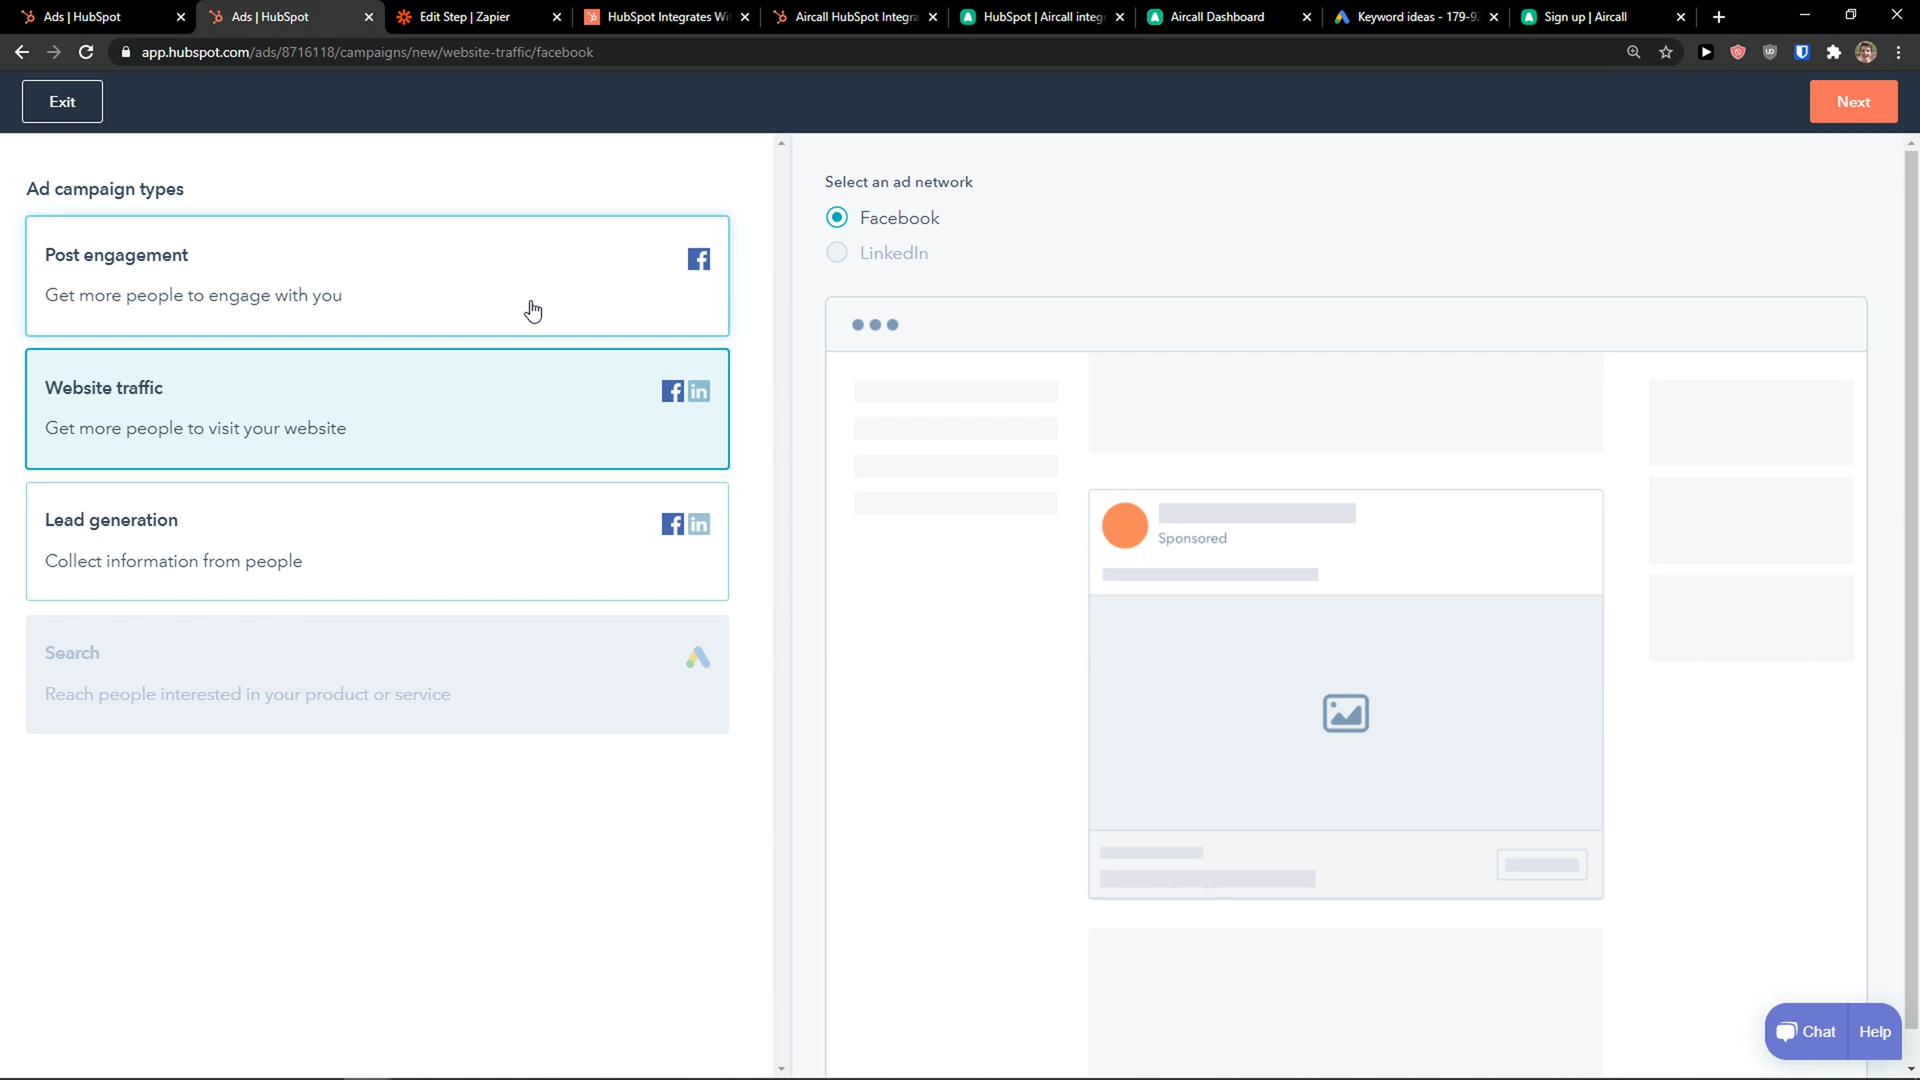 Ads | HubSpot
Ads | HubSpot
Edit Step | Zapier
HubSpot Integrates Wi
Aircall HubSpot Integra
HubSpot | Aircall integ
Aircall Dashboard
Keyword ideas - 179-9
Sign up | Aircall
app.hubspot.com/ads/8716118/campaigns/new/website-traffic/facebook
Exit
Next
Ad campaign types
Post engagement
Get more people to engage with you
Website traffic
Get more people to visit your website
Lead generation
Collect information from people
Search
Reach people interested in your product or service
Select an ad network
Facebook
LinkedIn
Sponsored
Chat
Help